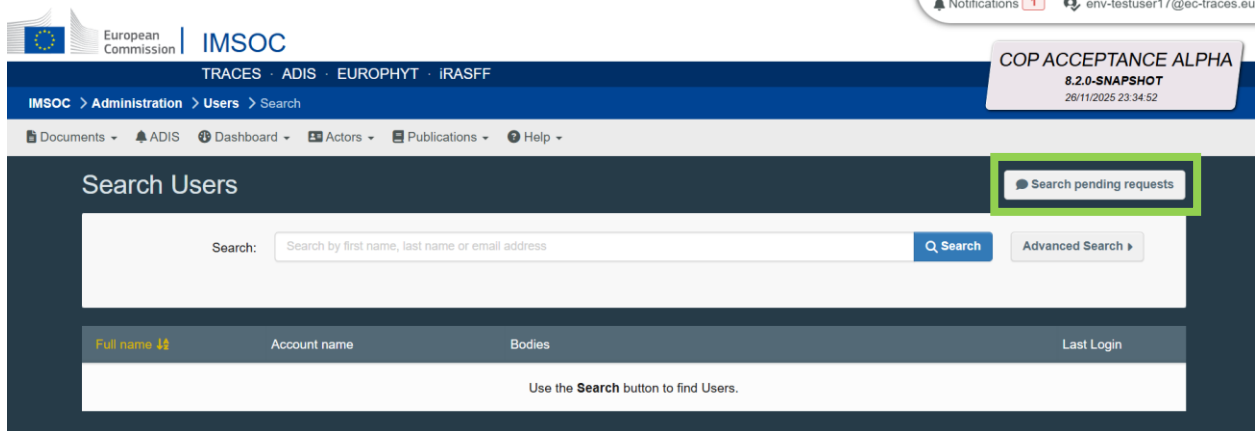 Notifications 1 env-testuser17@ec-traces.eu
European
Commission
IMSOC
TRACES · ADIS · EUROPHYT · iRASFF
COP ACCEPTANCE ALPHA
8.2.0-SNAPSHOT
26/11/2025 23:34:52
IMSOC > Administration > Users > Search
Documents ADIS Dashboard Actors Publications Help
Search Users
Search pending requests
Search: Search by first name, last name or email address Search Advanced Search
Full name Account name Bodies Last Login
Use the Search button to find Users.